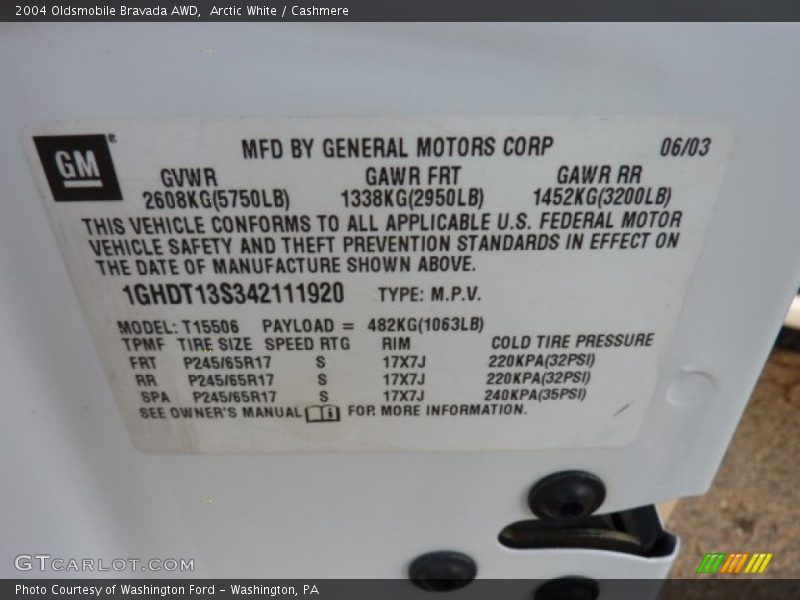 2004 Oldsmobile Bravada AWD, Arctic White / Cashmere
GM®
MFD BY GENERAL MOTORS CORP 06/03
GVWR GAWR FRT GAWR RR
2608KG(5750LB) 1338KG(2950LB) 1452KG(3200LB)
THIS VEHICLE CONFORMS TO ALL APPLICABLE U.S. FEDERAL MOTOR
VEHICLE SAFETY AND THEFT PREVENTION STANDARDS IN EFFECT ON
THE DATE OF MANUFACTURE SHOWN ABOVE.
1GHDT13S342111920 TYPE: M.P.V.
MODEL: T15506 PAYLOAD = 482KG(1063LB)
TPMF TIRE SIZE SPEED RTG RIM COLD TIRE PRESSURE
FRT P245/65R17 S 17X7J 220KPA(32PSI)
RR P245/65R17 S 17X7J 220KPA(32PSI)
SPA P245/65R17 S 17X7J 240KPA(35PSI)
SEE OWNER'S MANUAL FOR MORE INFORMATION.
GTCARLOT.COM
Photo Courtesy of Washington Ford - Washington, PA